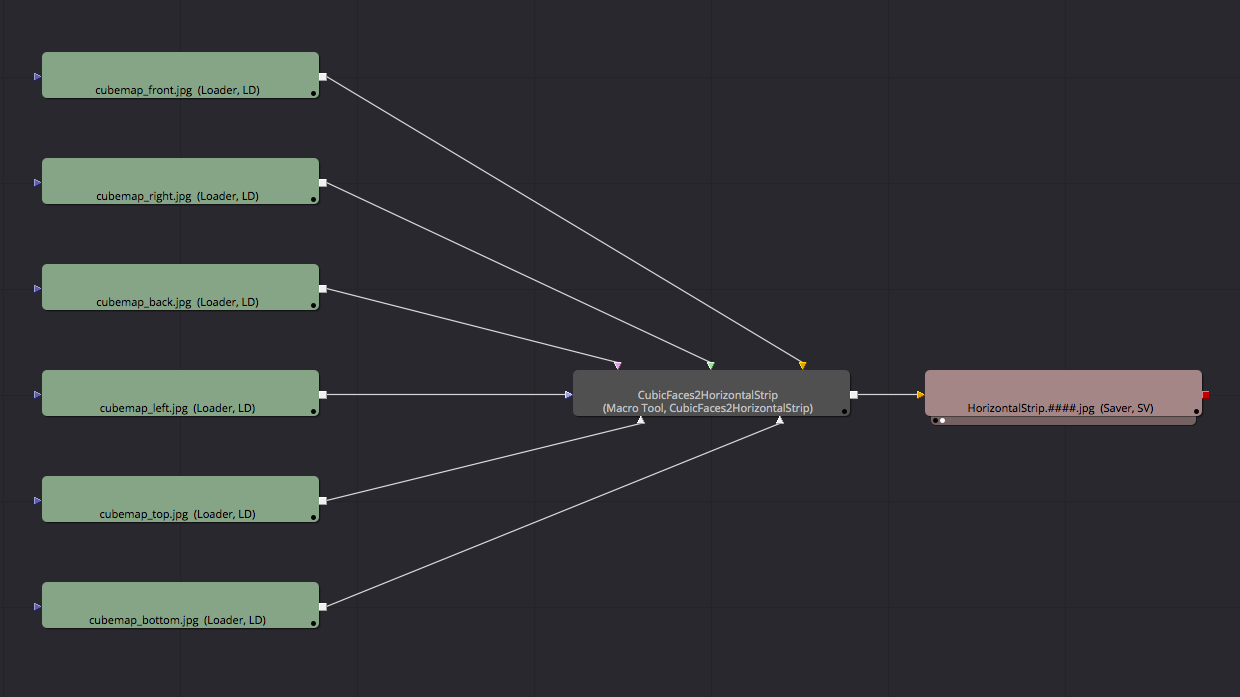 cubemap_front.jpg  (Loader, LD)
cubemap_right.jpg  (Loader, LD)
cubemap_back.jpg  (Loader, LD)
cubemap_left.jpg  (Loader, LD)
CubicFaces2HorizontalStrip
(Macro Tool, CubicFaces2HorizontalStrip)
HorizontalStrip.####.jpg  (Saver, SV)
cubemap_top.jpg  (Loader, LD)
cubemap_bottom.jpg  (Loader, LD)